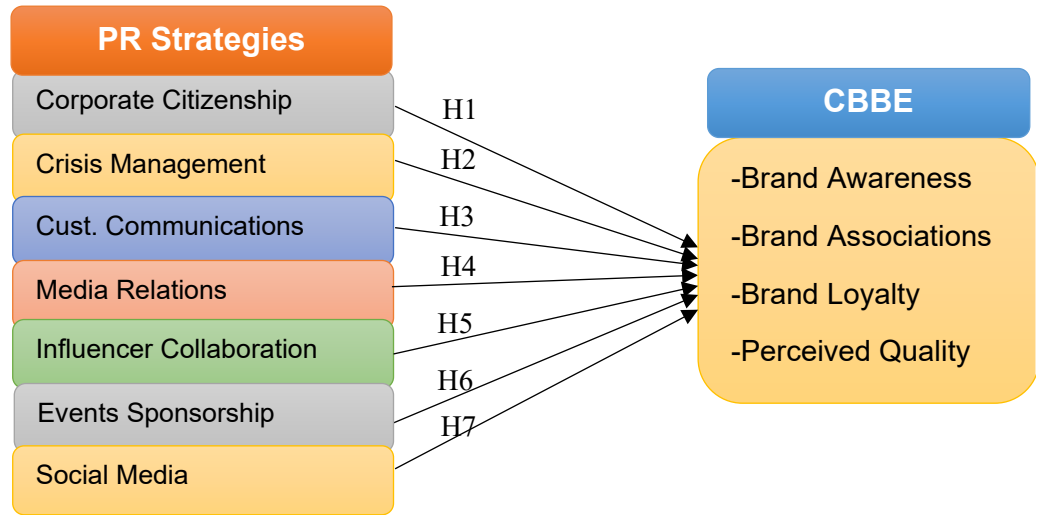 PR Strategies
Corporate Citizenship
Crisis Management
Cust. Communications
Media Relations
Influencer Collaboration
Events Sponsorship
Social Media
H1
H2
H3
H4
H5
H6
H7
CBBE
-Brand Awareness
-Brand Associations
-Brand Loyalty
-Perceived Quality